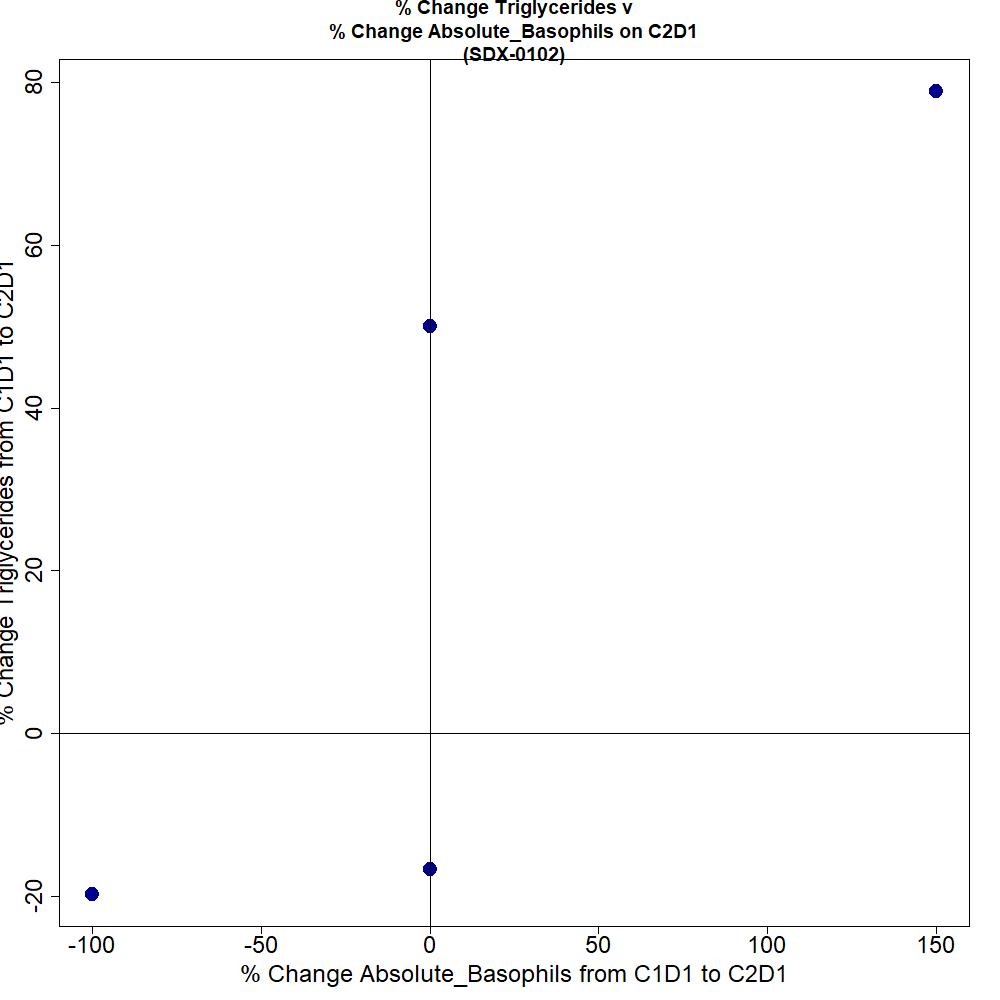 % Change Triglycerides v
% Change Absolute_Basophils on C2D1
(SDX-0102)
% Change Triglycerides from C1D1 to C2D1
80
60
40
20
0
-20
-100
-50
0
50
100
150
% Change Absolute_Basophils from C1D1 to C2D1